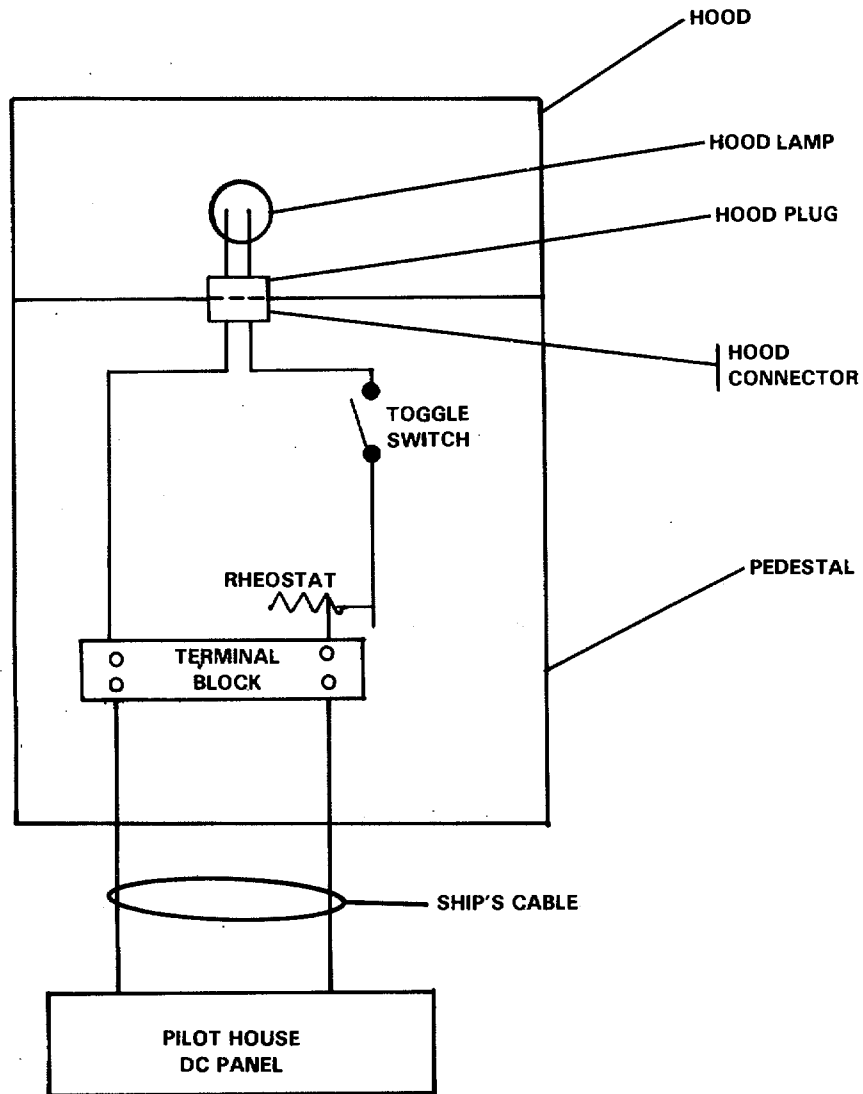 HOOD
HOOD LAMP
HOOD PLUG
HOOD
CONNECTOR
TOGGLE
SWITCH
RHEOSTAT
PEDESTAL
TERMINAL
BLOCK
SHIP'S CABLE
PILOT HOUSE
DC PANEL